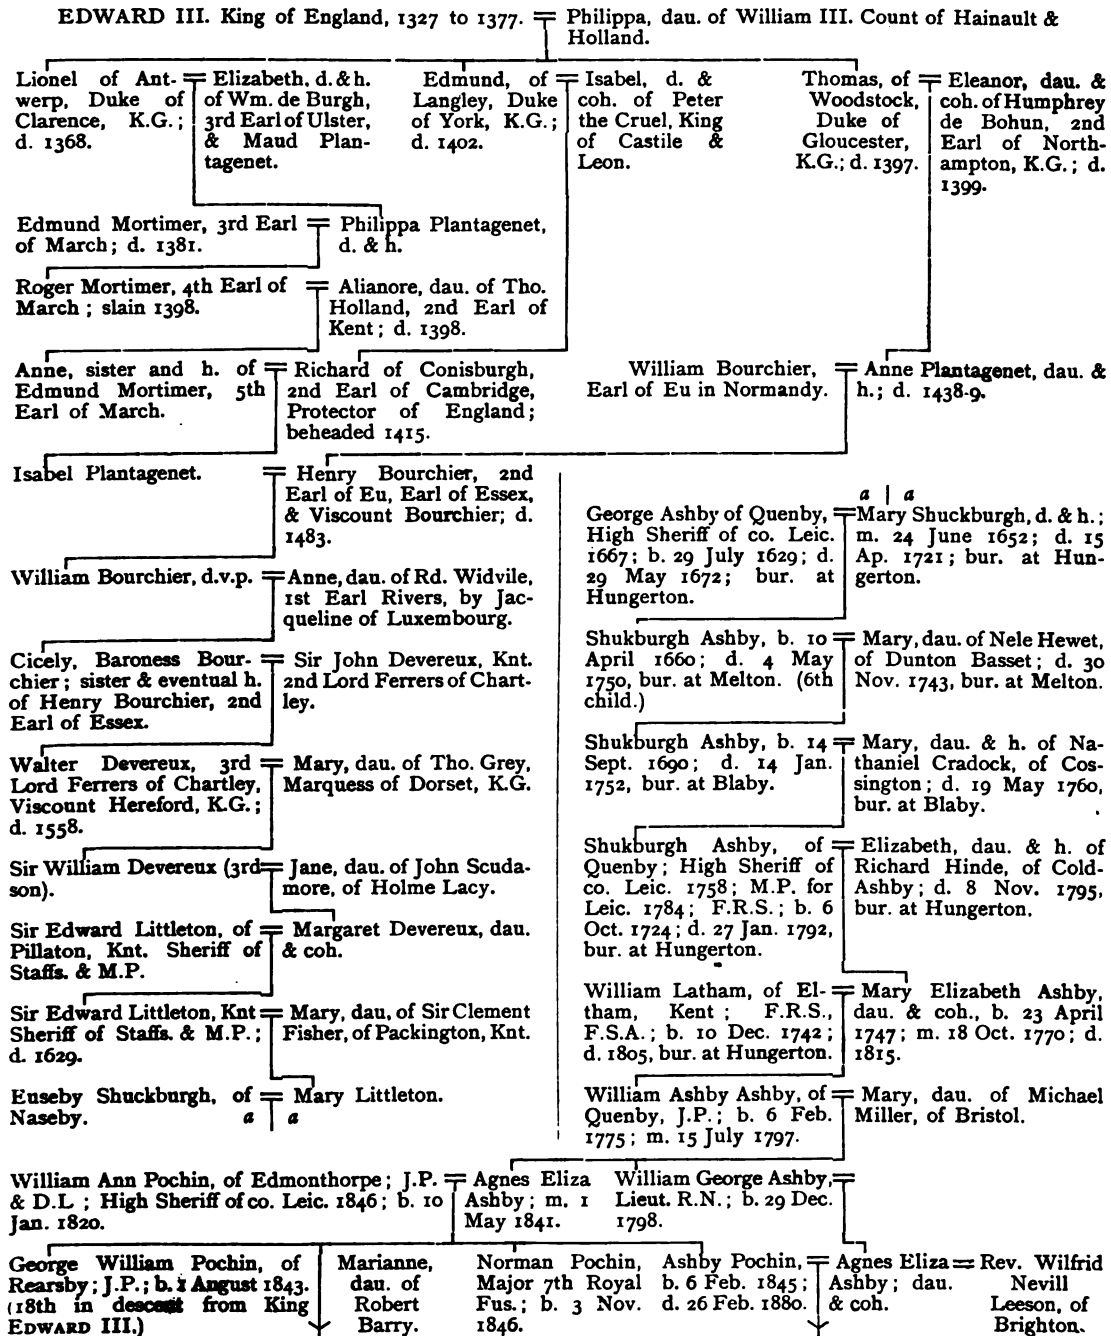 EDWARD III. King of England, 1327 to 1377. = Philippa, dau. of William III. Count of Hainault &
Holland.
Lionel of Ant-
werp, Duke of
Clarence, K.G.;
d. 1368.
= Elizabeth, d. & h.
of Wm. de Burgh,
3rd Earl of Ulster,
& Maud Plan-
tagenet.
Edmund, of
Langley, Duke
of York, K.G.;
d. 1402.
= Isabel, d. &
coh. of Peter
the Cruel, King
of Castile &
Leon.
Thomas, of
Woodstock,
Duke of
Gloucester,
K.G.; d. 1397.
= Eleanor, dau. &
coh. of Humphrey
de Bohun, 2nd
Earl of North-
ampton, K.G.; d.
1399.
Edmund Mortimer, 3rd Earl
of March; d. 1381.
= Philippa Plantagenet,
d. & h.
Roger Mortimer, 4th Earl of
March; slain 1398.
= Alianore, dau. of Tho.
Holland, 2nd Earl of
Kent; d. 1398.
Anne, sister and h. of
Edmund Mortimer, 5th
Earl of March.
= Richard of Conisburgh,
2nd Earl of Cambridge,
Protector of England;
beheaded 1415.
William Bourchier,
Earl of Eu in Normandy.
= Anne Plantagenet, dau. &
h.; d. 1438-9.
Isabel Plantagenet.
= Henry Bourchier, 2nd
Earl of Eu, Earl of Essex,
& Viscount Bourchier; d.
1483.
William Bourchier, d.v.p.
= Anne, dau. of Rd. Widvile,
1st Earl Rivers, by Jac-
queline of Luxembourg.
Cicely, Baroness Bour-
chier; sister & eventual h.
of Henry Bourchier, 2nd
Earl of Essex.
= Sir John Devereux, Knt.
2nd Lord Ferrers of Chart-
ley.
Walter Devereux, 3rd
Lord Ferrers of Chartley,
Viscount Hereford, K.G.;
d. 1558.
= Mary, dau. of Tho. Grey,
Marquess of Dorset, K.G.
Sir William Devereux (3rd
son).
= Jane, dau. of John Scuda-
more, of Holme Lacy.
Sir Edward Littleton, of
Pillaton, Knt. Sheriff of
Staffs. & M.P.
= Margaret Devereux, dau.
& coh.
Sir Edward Littleton, Knt
Sheriff of Staffs. & M.P.;
d. 1629.
= Mary, dau, of Sir Clement
Fisher, of Packington, Knt.
Euseby Shuckburgh, of
Naseby.
= Mary Littleton.
a | a
a | a
George Ashby of Quenby,
High Sheriff of co. Leic.
1667; b. 29 July 1629; d.
29 May 1672; bur. at
Hungerton.
= Mary Shuckburgh, d. & h.;
m. 24 June 1652; d. 15
Ap. 1721; bur. at Hun-
gerton.
Shukburgh Ashby, b. 10
April 1660; d. 4 May
1750, bur. at Melton. (6th
child.)
= Mary, dau. of Nele Hewet,
of Dunton Basset; d. 30
Nov. 1743, bur. at Melton.
Shukburgh Ashby, b. 14
Sept. 1690; d. 14 Jan.
1752, bur. at Blaby.
= Mary, dau. & h. of Na-
thaniel Cradock, of Cos-
sington; d. 19 May 1760,
bur. at Blaby.
Shukburgh Ashby, of
Quenby; High Sheriff of
co. Leic. 1758; M.P. for
Leic. 1784; F.R.S.; b. 6
Oct. 1724; d. 27 Jan. 1792,
bur. at Hungerton.
= Elizabeth, dau. & h. of
Richard Hinde, of Cold-
Ashby; d. 8 Nov. 1795,
bur. at Hungerton.
William Latham, of El-
tham, Kent; F.R.S.,
F.S.A.; b. 10 Dec. 1742;
d. 1805, bur. at Hungerton.
= Mary Elizabeth Ashby,
dau. & coh., b. 23 April
1747; m. 18 Oct. 1770; d.
1815.
William Ashby Ashby, of
Quenby, J.P.; b. 6 Feb.
1775; m. 15 July 1797.
= Mary, dau. of Michael
Miller, of Bristol.
William Ann Pochin, of Edmonthorpe; J.P.
& D.L; High Sheriff of co. Leic. 1846; b. 10
Jan. 1820.
= Agnes Eliza
Ashby; m. 1
May 1841.
William George Ashby, =
Lieut. R.N.; b. 29 Dec.
1798.
George William Pochin, of
Rearsby; J.P.; b. 1 August 1843.
(18th in descent from King
EDWARD III.)
= Marianne,
dau. of
Robert
Barry.
Norman Pochin,
Major 7th Royal
Fus.; b. 3 Nov.
1846.
Ashby Pochin,
b. 6 Feb. 1845;
d. 26 Feb. 1880.
= Agnes Eliza
Ashby; dau.
& coh.
= Rev. Wilfrid
Nevill
Leeson, of
Brighton.